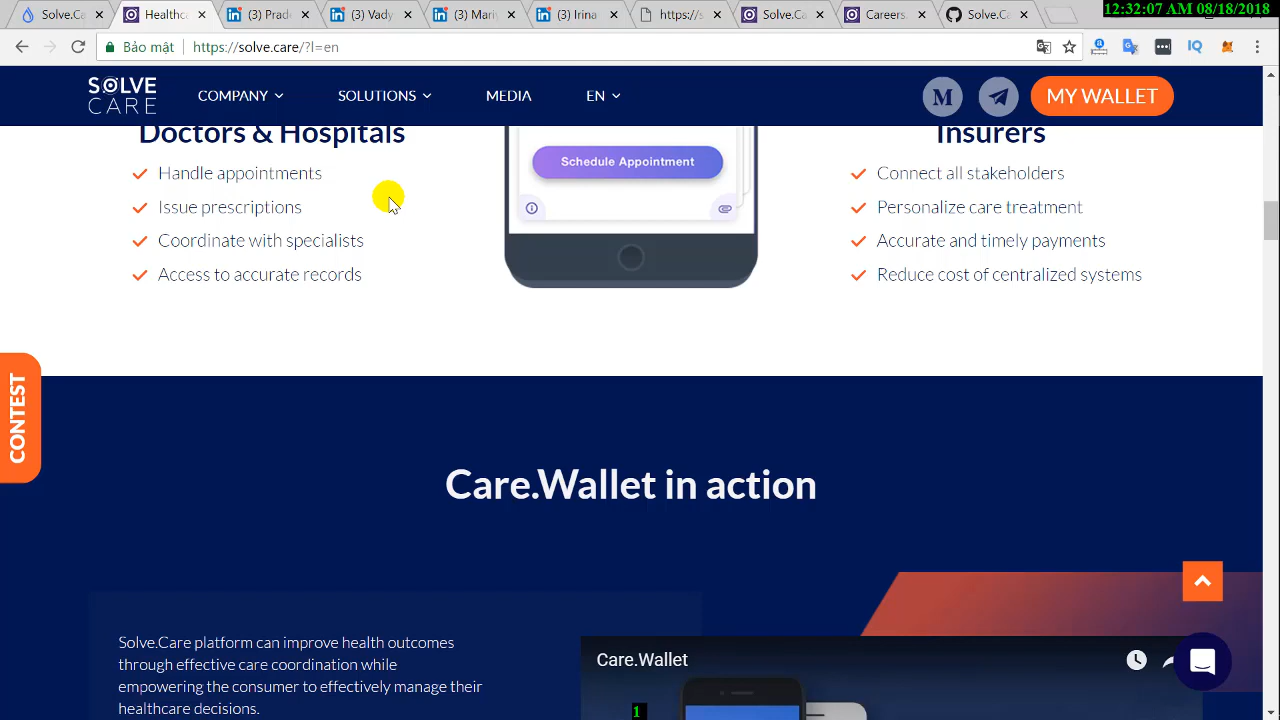 Solve.Ca
Healthc
(3) Prade
(3) Vady
(3) Mari
(3) Irina
https://s
Solve.Ca
Careers.
Solve.Ca
12:32:07 AM 08/18/2018
Bảo mật
https://solve.care/?l=en
SOLVE
CARE
COMPANY
SOLUTIONS
MEDIA
EN
M
MY WALLET
Doctors & Hospitals
Handle appointments
Issue prescriptions
Coordinate with specialists
Access to accurate records
Schedule Appointment
Insurers
Connect all stakeholders
Personalize care treatment
Accurate and timely payments
Reduce cost of centralized systems
CONTEST
Care.Wallet in action
Solve.Care platform can improve health outcomes
through effective care coordination while
empowering the consumer to effectively manage their
healthcare decisions.
Care.Wallet
1